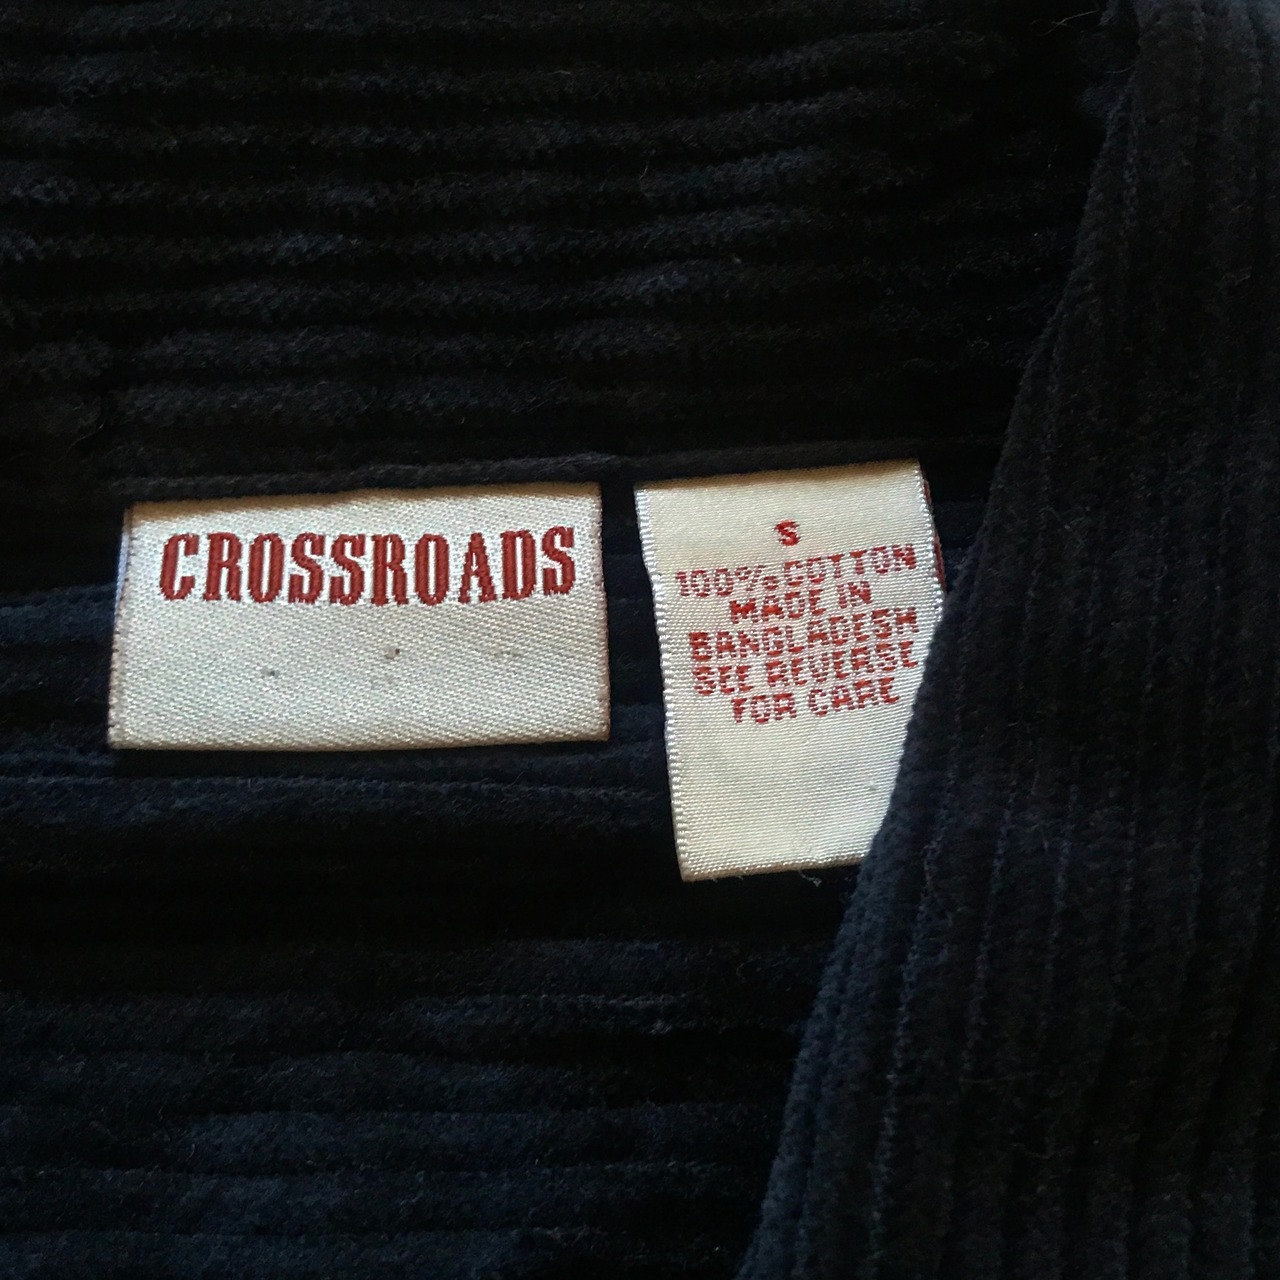 CROSSROADS
S
100% COTTON
MADE IN
BANGLADESH
SEE REVERSE
FOR CARE